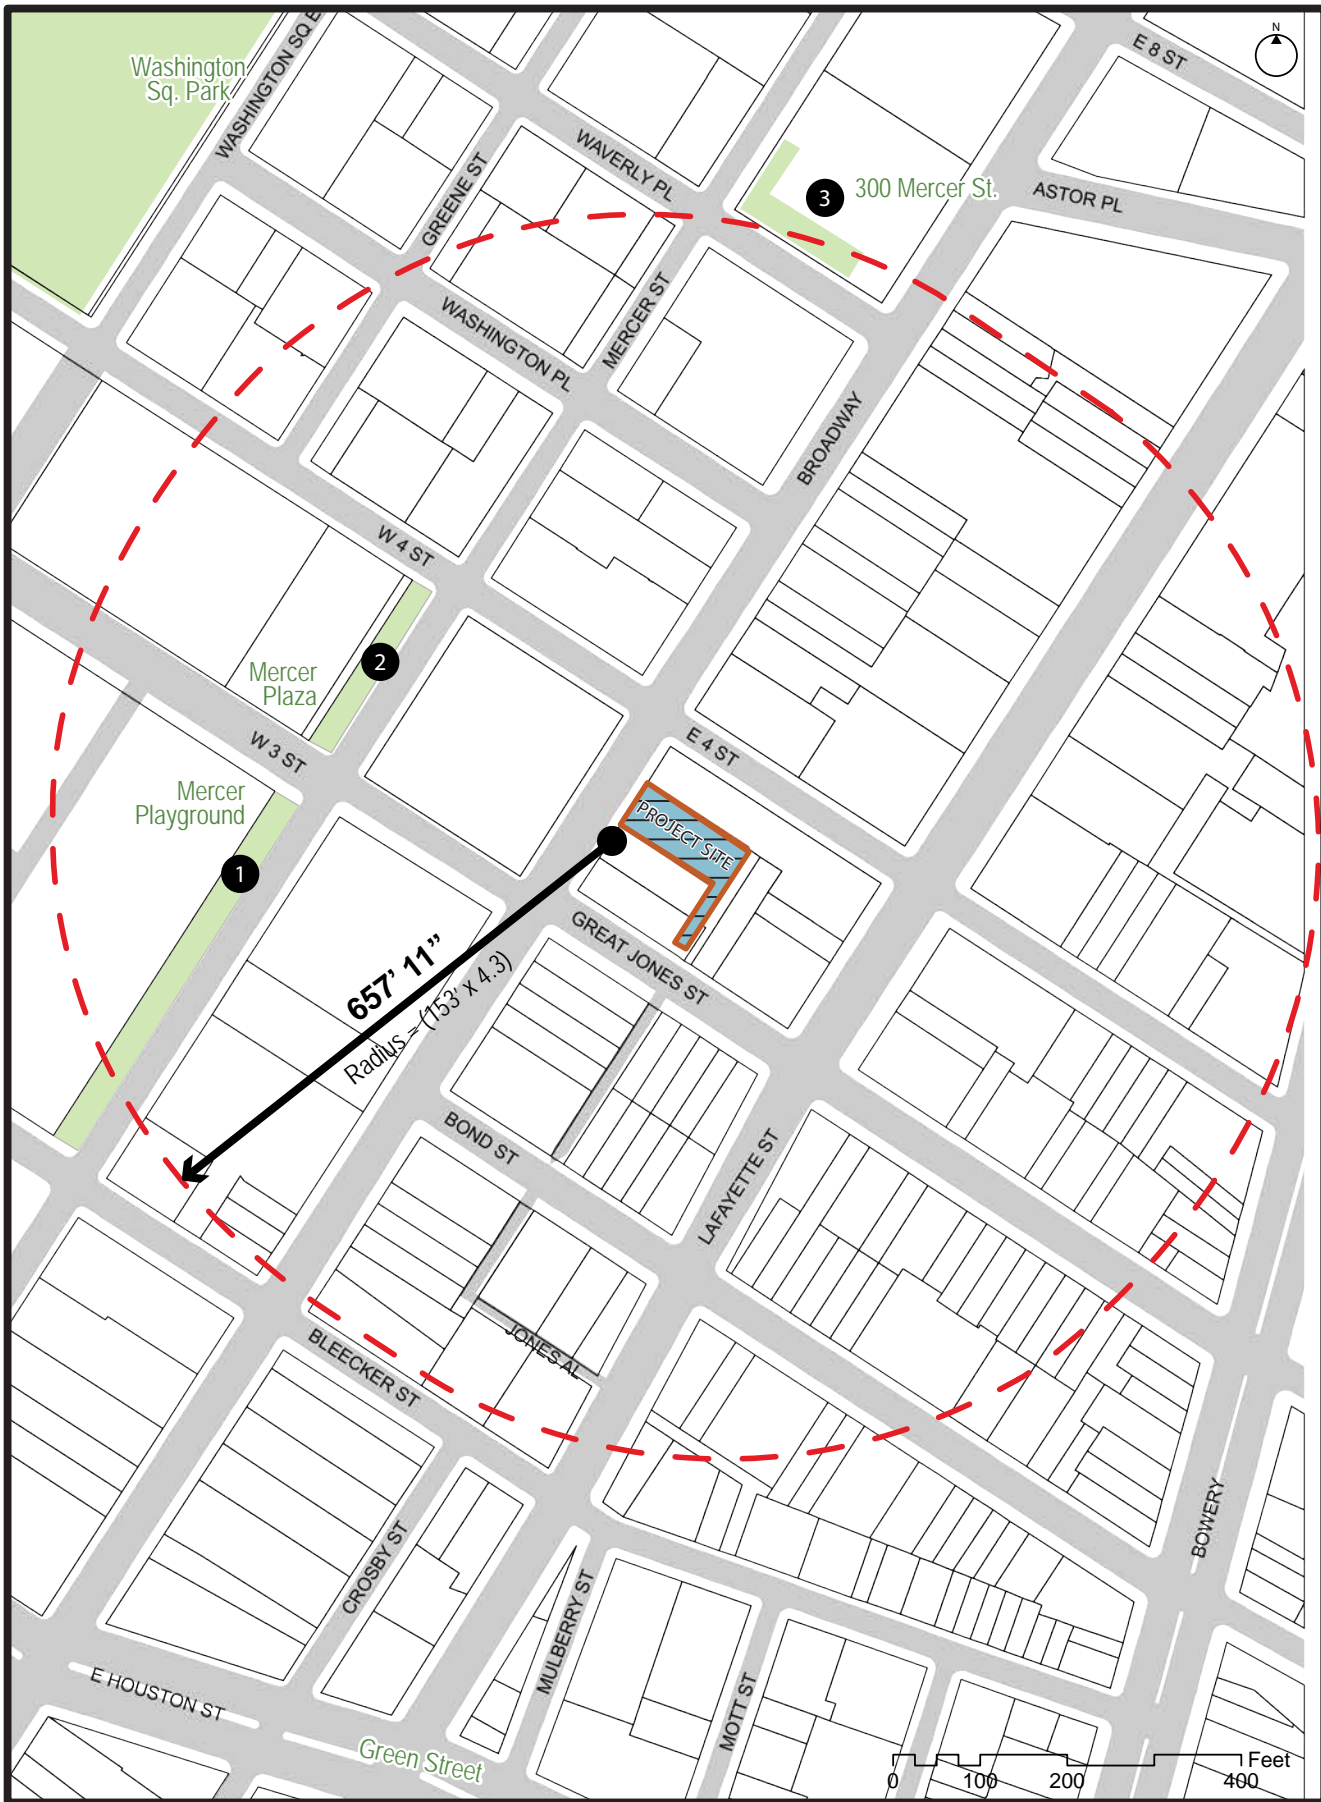 N
E 8 ST
Washington
Sq. Park
WASHINGTON SQ E
WAVERLY PL
GREENE ST
3
300 Mercer St.
ASTOR PL
WASHINGTON PL
MERCER ST
BROADWAY
W 4 ST
2
Mercer
Plaza
W 3 ST
E 4 ST
Mercer
Playground
PROJECT SITE
1
GREAT JONES ST
657’ 11”
Radius = (153’ x 4.3)
BOND ST
LAFAYETTE ST
JONES AL
BLEECKER ST
BOWERY
CROSBY ST
MULBERRY ST
MOTT ST
E HOUSTON ST
Green Street
Feet
0 100 200 400